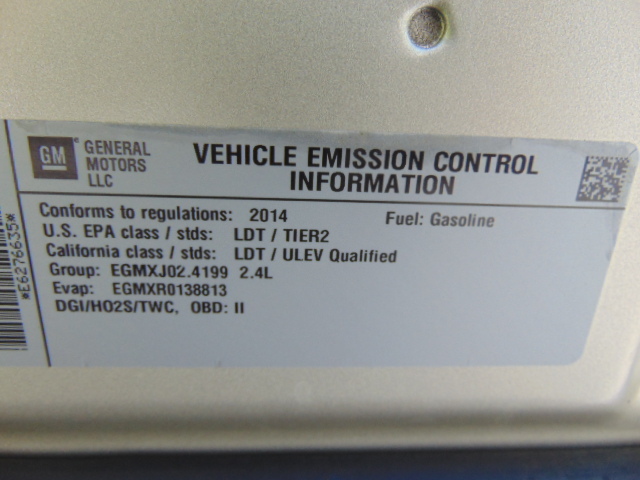 GM
GENERAL
MOTORS
LLC
VEHICLE EMISSION CONTROL
INFORMATION
Conforms to regulations: 2014 Fuel: Gasoline
U.S. EPA class / stds: LDT / TIER2
California class / stds: LDT / ULEV Qualified
Group: EGMXJ02.4199 2.4L
Evap: EGMXR0138813
DGI/HO2S/TWC, OBD: II
*E6276635*